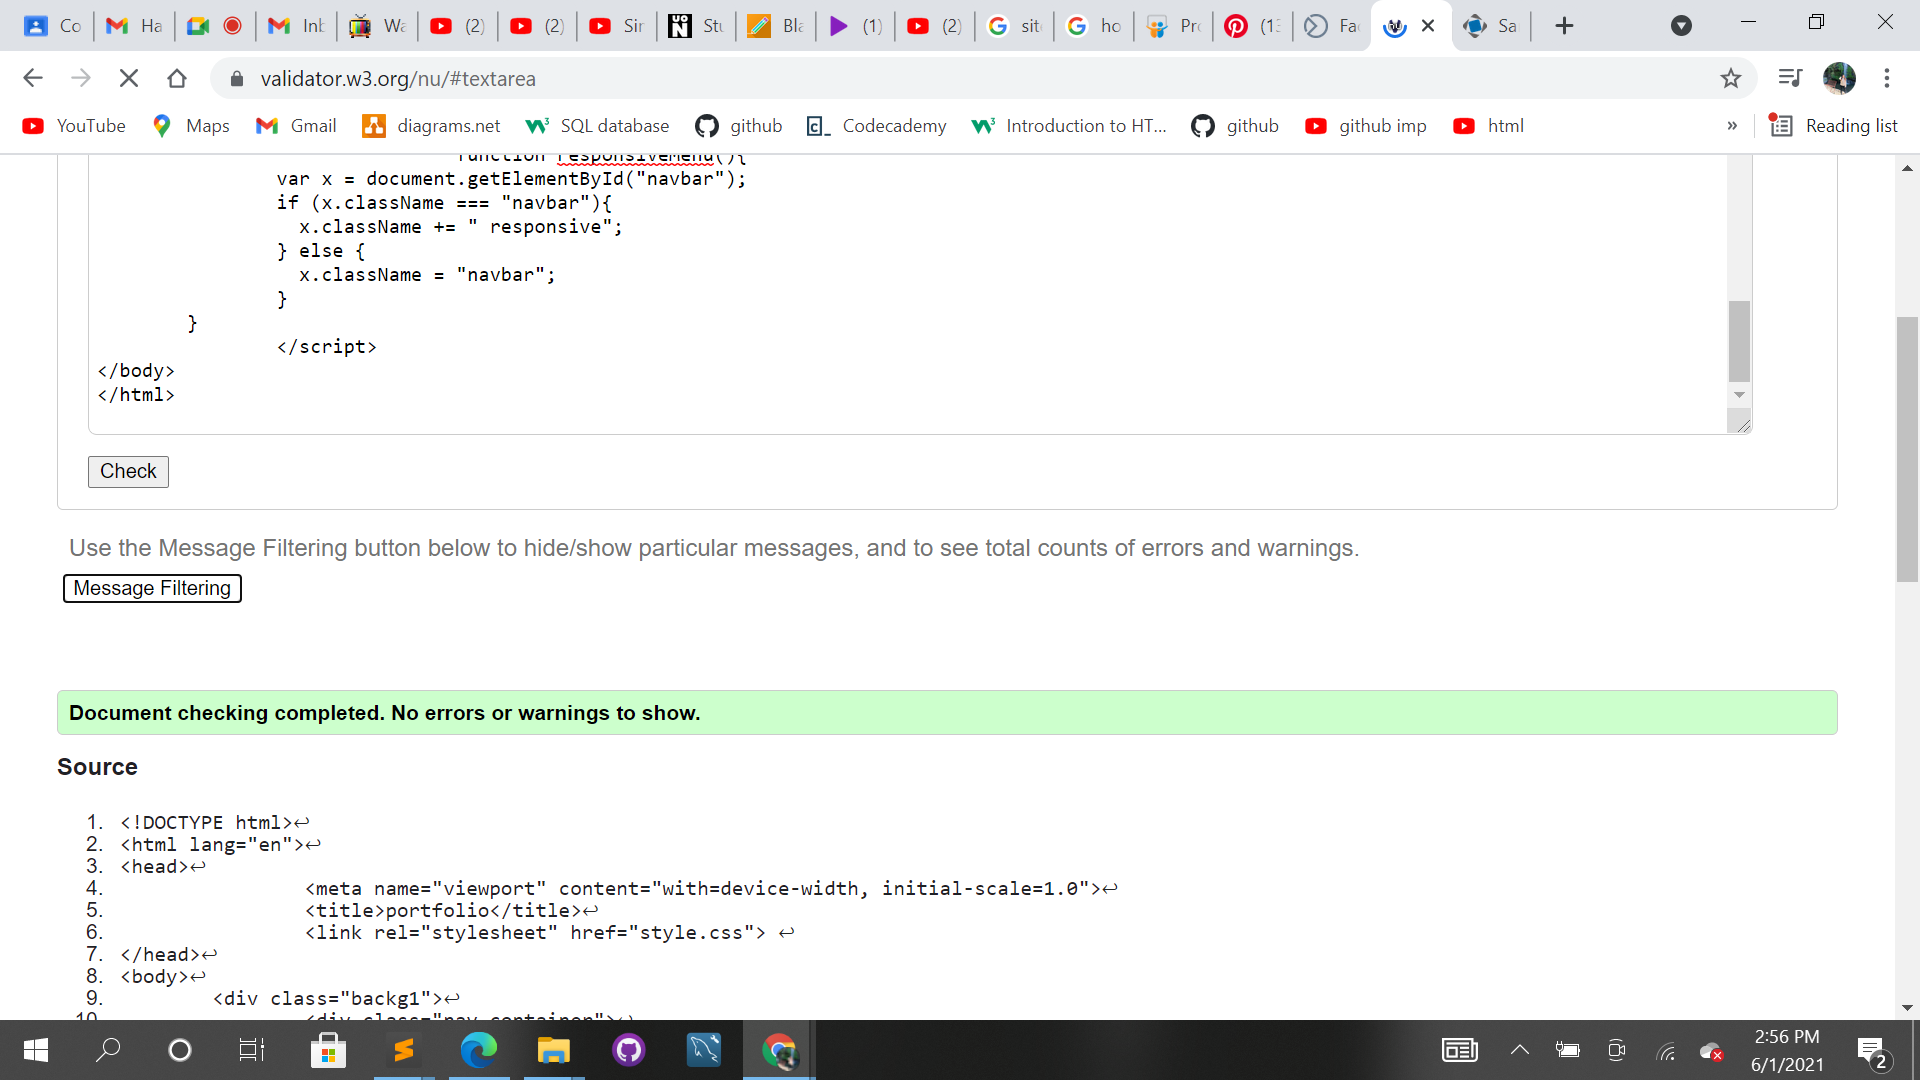 Co
Ha
Inb
Wa
(2)
(2)
Sir
Stu
Bla
(1)
(2)
site
ho
Pro
(13
Fac
Sa
validator.w3.org/nu/#textarea
YouTube
Maps
Gmail
diagrams.net
SQL database
github
Codecademy
Introduction to HT...
github
github imp
html
»
Reading list
function responsiveMenu(){
var x = document.getElementById("navbar");
if (x.className === "navbar"){
x.className += " responsive";
} else {
x.className = "navbar";
}
}
</script>
</body>
</html>
Check
Use the Message Filtering button below to hide/show particular messages, and to see total counts of errors and warnings.
Message Filtering
Document checking completed. No errors or warnings to show.
Source
1. <!DOCTYPE html>↩
2. <html lang="en">↩
3. <head>↩
4. <meta name="viewport" content="with=device-width, initial-scale=1.0">↩
5. <title>portfolio</title>↩
6. <link rel="stylesheet" href="style.css"> ↩
7. </head>↩
8. <body>↩
9. <div class="backg1">↩
10. <div class="nav-container">↩
2:56 PM
6/1/2021
2